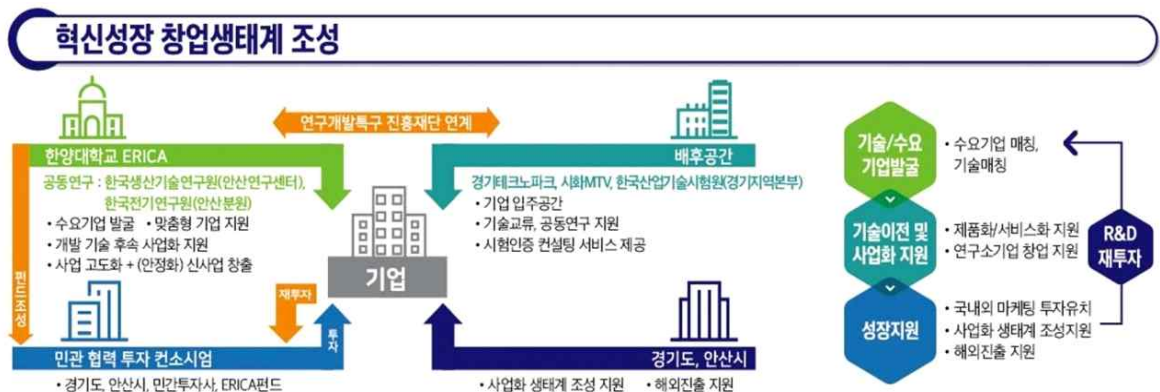 혁신성장 창업생태계 조성
연구개발특구 진흥재단 연계
한양대학교 ERICA
공동연구 : 한국생산기술연구원(안산연구센터),
한국전기연구원(안산분원)
• 수요기업 발굴 • 맞춤형 기업 지원
• 개발 기술 후속 사업화 지원
• 사업 고도화 + (안정화) 신사업 창출
배후공간
경기테크노파크, 시화MTV, 한국산업기술시험원(경기지역본부)
• 기업 입주공간
• 기술교류, 공동연구 지원
• 시험인증 컨설팅 서비스 제공
기업
펀드조성
재투자
투자
민관 협력 투자 컨소시엄
• 경기도, 안산시, 민간투자사, ERICA펀드
경기도, 안산시
• 사업화 생태계 조성 지원 • 해외진출 지원
기술/수요
기업발굴
• 수요기업 매칭,
기술매칭
기술이전 및
사업화 지원
• 제품화/서비스화 지원
• 연구소기업 창업 지원
성장지원
• 국내외 마케팅 투자유치
• 사업화 생태계 조성지원
• 해외진출 지원
R&D
재투자